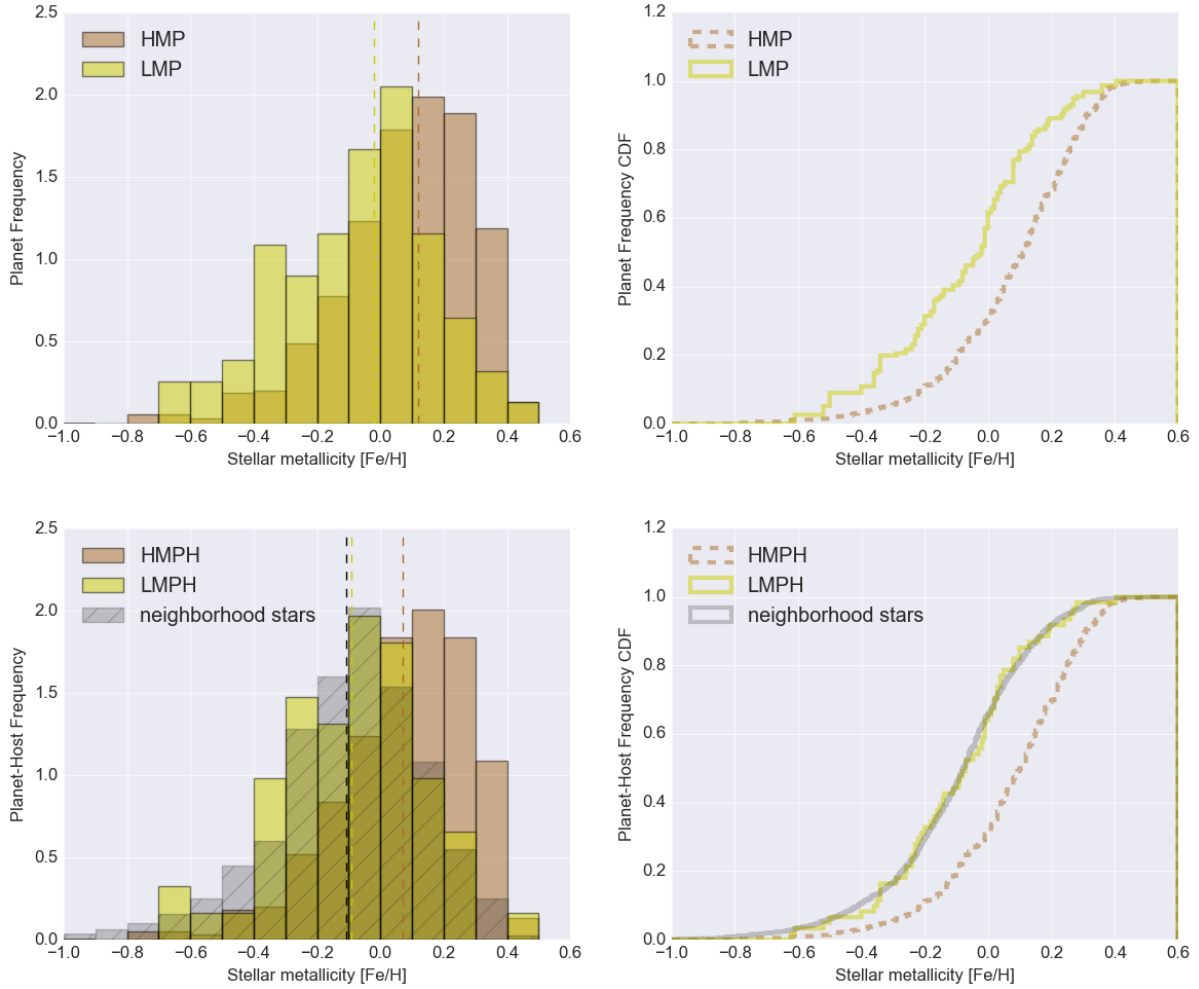 2.5
2.0
1.5
1.0
0.5
0.0
Planet Frequency
HMP
LMP
−1.0 −0.8 −0.6 −0.4 −0.2 0.0 0.2 0.4 0.6
Stellar metallicity [Fe/H]
1.2
1.0
0.8
0.6
0.4
0.2
0.0
Planet Frequency CDF
HMP
LMP
−1.0 −0.8 −0.6 −0.4 −0.2 0.0 0.2 0.4 0.6
Stellar metallicity [Fe/H]
2.5
2.0
1.5
1.0
0.5
0.0
Planet-Host Frequency
HMPH
LMPH
neighborhood stars
−1.0 −0.8 −0.6 −0.4 −0.2 0.0 0.2 0.4 0.6
Stellar metallicity [Fe/H]
1.2
1.0
0.8
0.6
0.4
0.2
0.0
Planet-Host Frequency CDF
HMPH
LMPH
neighborhood stars
−1.0 −0.8 −0.6 −0.4 −0.2 0.0 0.2 0.4 0.6
Stellar metallicity [Fe/H]